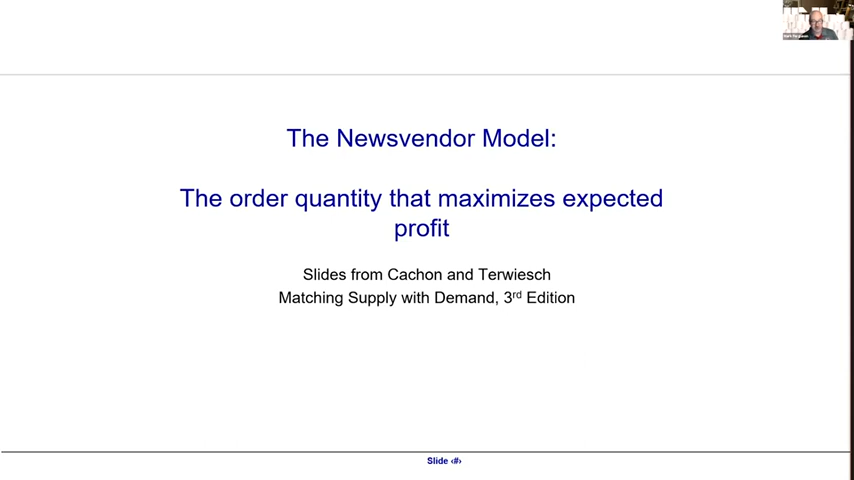 The Newsvendor Model:
The order quantity that maximizes expected
profit
Slides from Cachon and Terwiesch
Matching Supply with Demand, 3rd Edition
Slide ‹#›